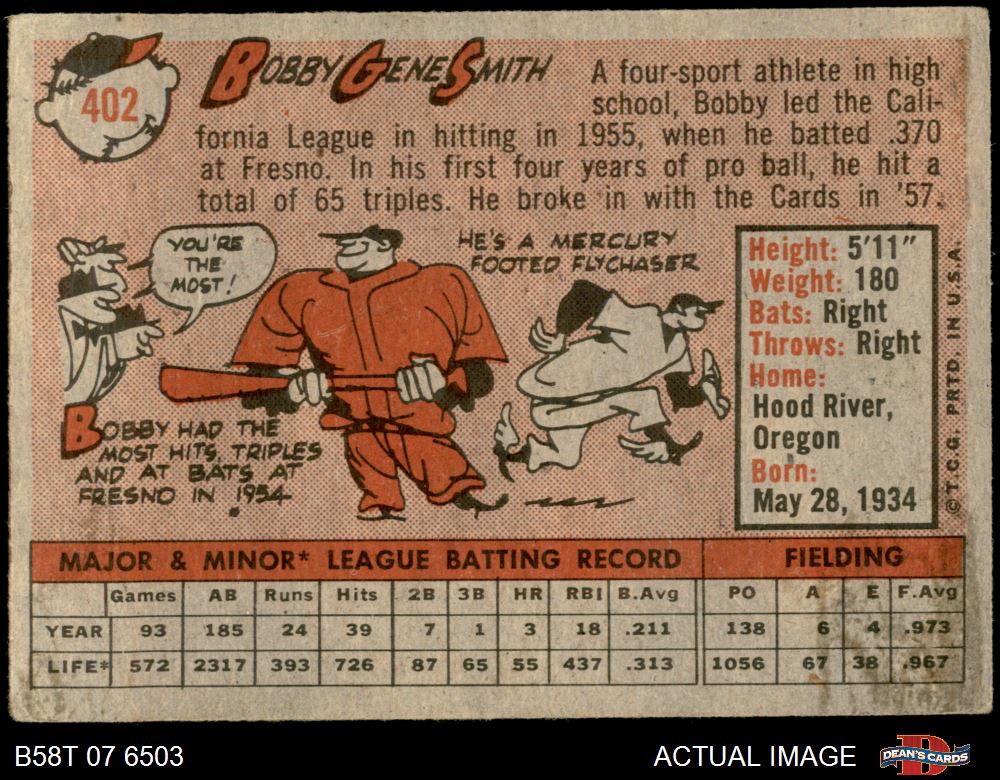 402
BOBBY GENE SMITH
A four-sport athlete in high
school, Bobby led the Cali-
fornia League in hitting in 1955, when he batted .370
at Fresno. In his first four years of pro ball, he hit a
total of 65 triples. He broke in with the Cards in '57.
YOU'RE
THE
MOST!
HE'S A MERCURY
FOOTED FLYCHASER
BOBBY HAD THE
MOST HITS, TRIPLES
AND AT BATS AT
FRESNO IN 1954.
Height: 5'11"
Weight: 180
Bats: Right
Throws: Right
Home:
Hood River,
Oregon
Born:
May 28, 1934
© T.C.G. PRTD. IN U.S.A.
MAJOR & MINOR* LEAGUE BATTING RECORD FIELDING
Games AB Runs Hits 2B 3B HR RBI B.Avg PO A E F.Avg
YEAR 93 185 24 39 7 1 3 18 .211 138 6 4 .973
LIFE* 572 2317 393 726 87 65 55 437 .313 1056 67 38 .967
B58T 07 6503
ACTUAL IMAGE
DEAN'S CARDS